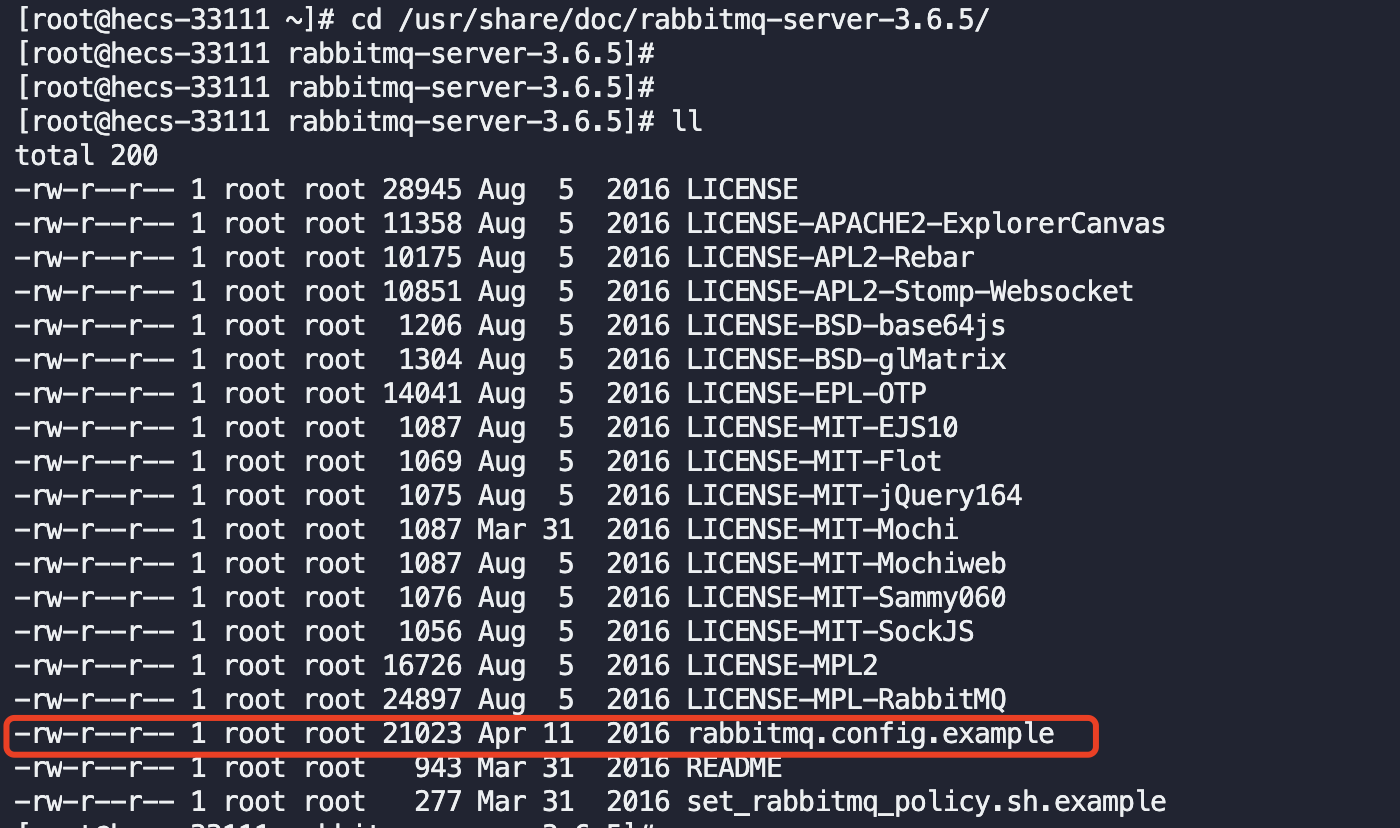 [root@hecs-33111 ~]# cd /usr/share/doc/rabbitmq-server-3.6.5/
[root@hecs-33111 rabbitmq-server-3.6.5]#
[root@hecs-33111 rabbitmq-server-3.6.5]#
[root@hecs-33111 rabbitmq-server-3.6.5]# ll
total 200
-rw-r--r-- 1 root root 28945 Aug  5  2016 LICENSE
-rw-r--r-- 1 root root 11358 Aug  5  2016 LICENSE-APACHE2-ExplorerCanvas
-rw-r--r-- 1 root root 10175 Aug  5  2016 LICENSE-APL2-Rebar
-rw-r--r-- 1 root root 10851 Aug  5  2016 LICENSE-APL2-Stomp-Websocket
-rw-r--r-- 1 root root  1206 Aug  5  2016 LICENSE-BSD-base64js
-rw-r--r-- 1 root root  1304 Aug  5  2016 LICENSE-BSD-glMatrix
-rw-r--r-- 1 root root 14041 Aug  5  2016 LICENSE-EPL-OTP
-rw-r--r-- 1 root root  1087 Aug  5  2016 LICENSE-MIT-EJS10
-rw-r--r-- 1 root root  1069 Aug  5  2016 LICENSE-MIT-Flot
-rw-r--r-- 1 root root  1075 Aug  5  2016 LICENSE-MIT-jQuery164
-rw-r--r-- 1 root root  1087 Mar 31  2016 LICENSE-MIT-Mochi
-rw-r--r-- 1 root root  1087 Aug  5  2016 LICENSE-MIT-Mochiweb
-rw-r--r-- 1 root root  1076 Aug  5  2016 LICENSE-MIT-Sammy060
-rw-r--r-- 1 root root  1056 Aug  5  2016 LICENSE-MIT-SockJS
-rw-r--r-- 1 root root 16726 Aug  5  2016 LICENSE-MPL2
-rw-r--r-- 1 root root 24897 Aug  5  2016 LICENSE-MPL-RabbitMQ
-rw-r--r-- 1 root root 21023 Apr 11  2016 rabbitmq.config.example
-rw-r--r-- 1 root root   943 Mar 31  2016 README
-rw-r--r-- 1 root root   277 Mar 31  2016 set_rabbitmq_policy.sh.example